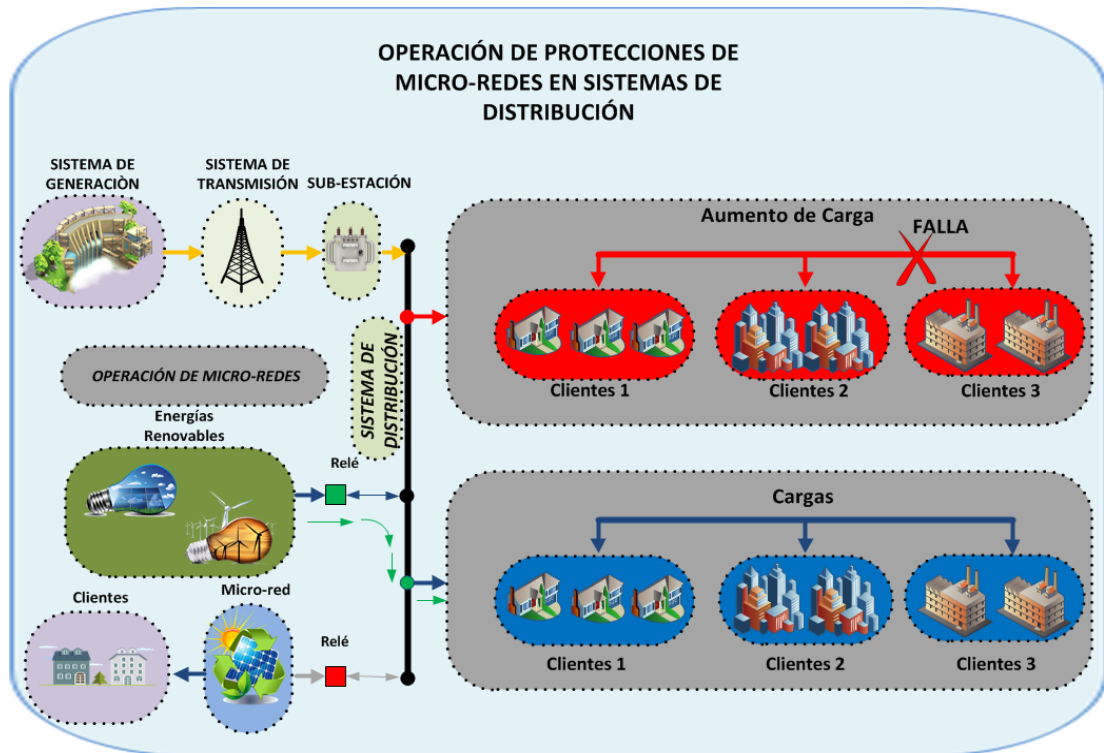 OPERACIÓN DE PROTECCIONES DE
MICRO-REDES EN SISTEMAS DE
DISTRIBUCIÓN
SISTEMA DE
GENERACIÒN
SISTEMA DE
TRANSMISIÓN
SUB-ESTACIÓN
Aumento de Carga
FALLA
Clientes 1
Clientes 2
Clientes 3
SISTEMA DE
DISTRIBUCIÓN
OPERACIÓN DE MICRO-REDES
Energías
Renovables
Relé
Cargas
Clientes 1
Clientes 2
Clientes 3
Clientes
Micro-red
Relé